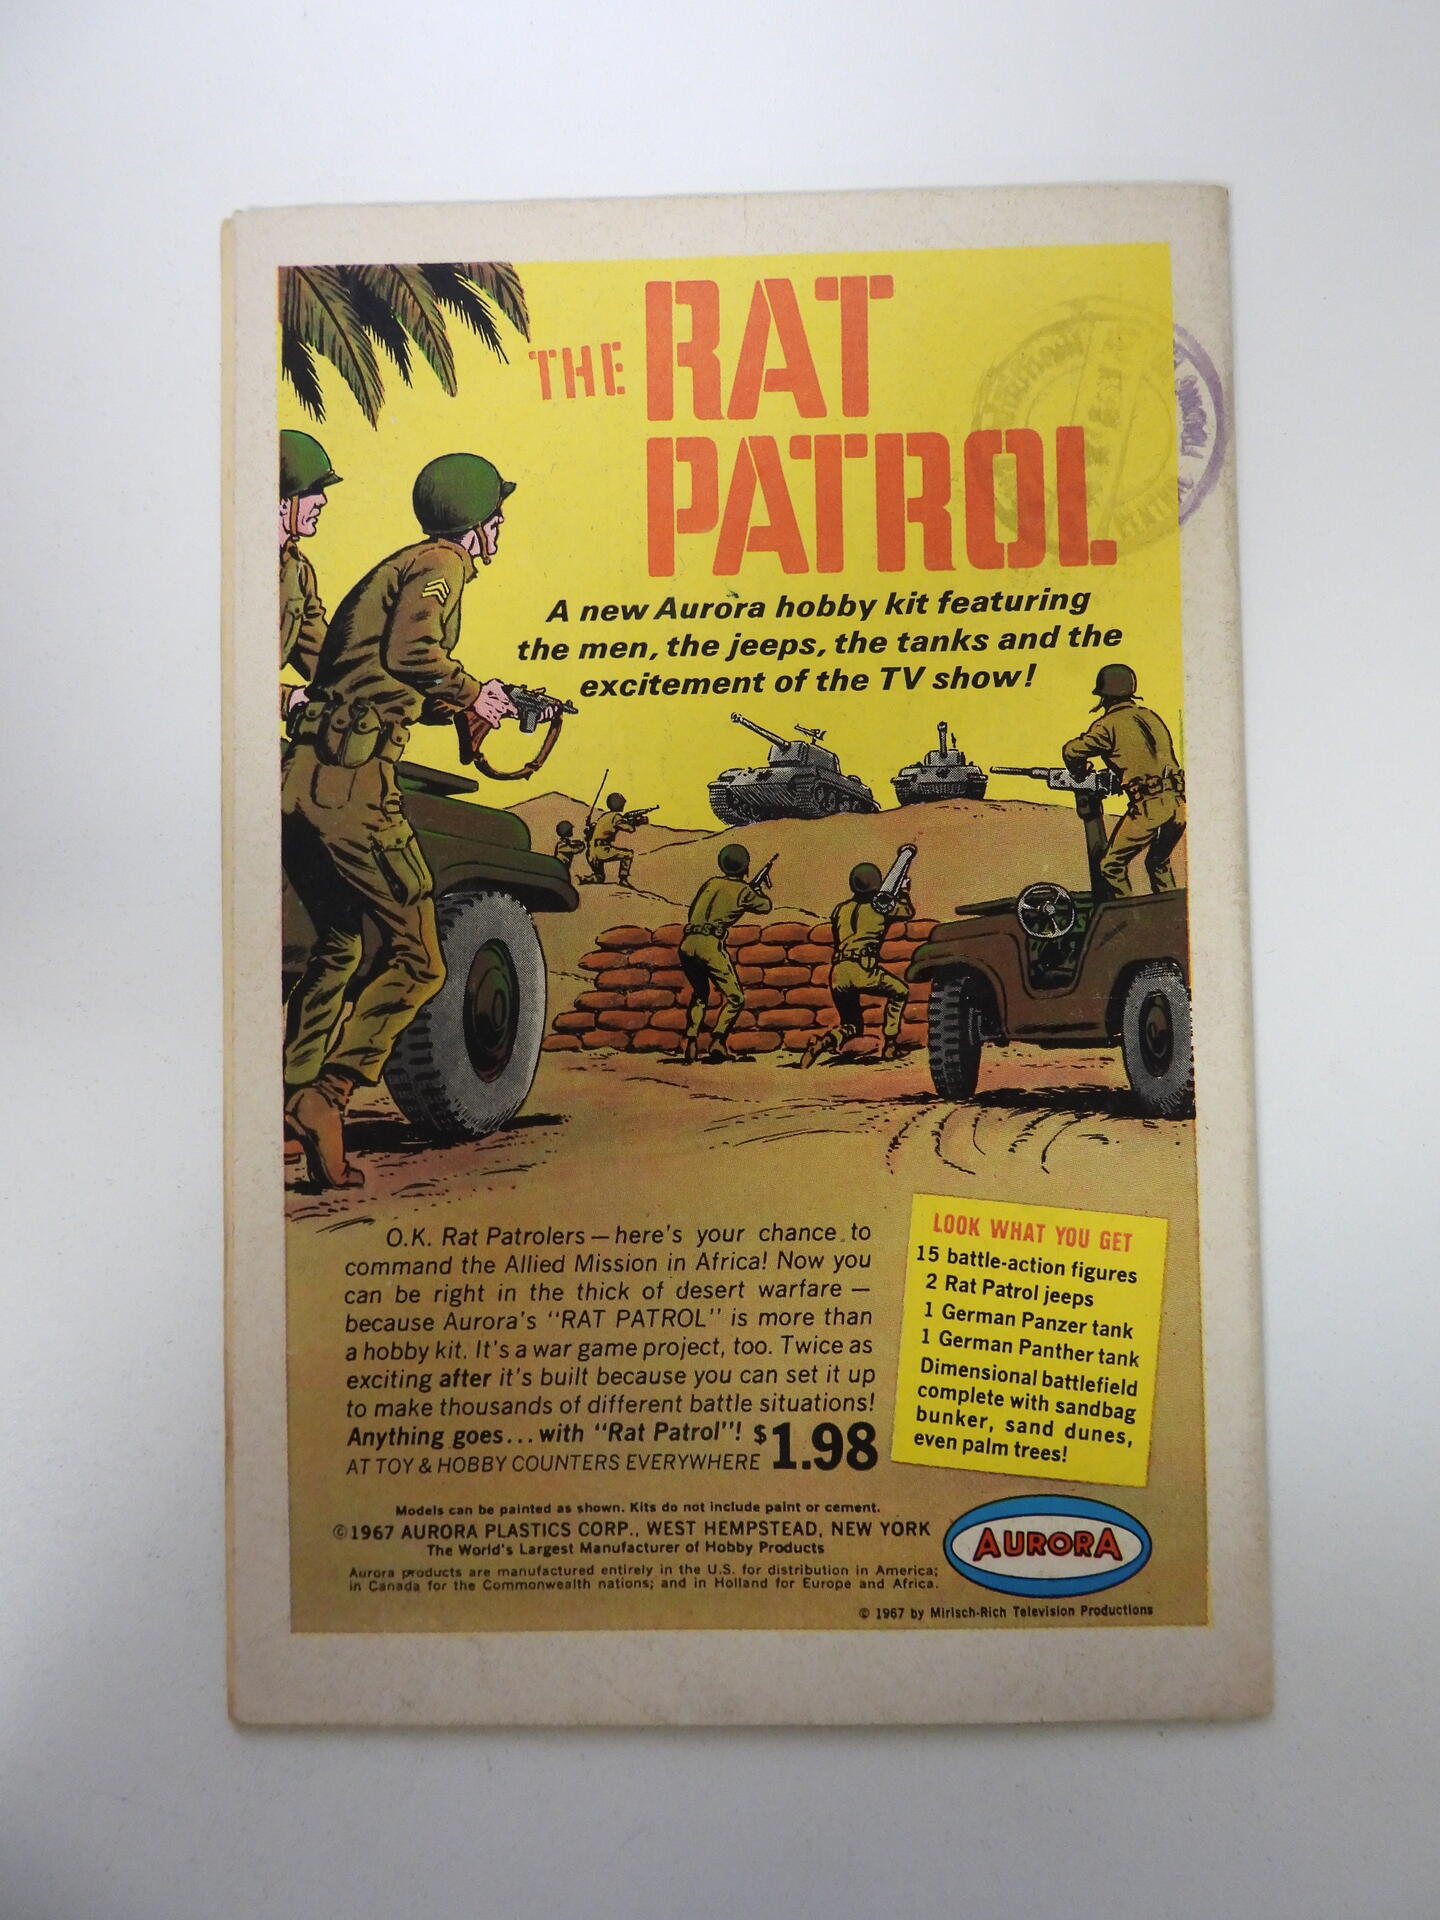 THE RAT
PATROL
A new Aurora hobby kit featuring
the men, the jeeps, the tanks and the
excitement of the TV show!
O.K. Rat Patrolers — here's your chance to
command the Allied Mission in Africa! Now you
can be right in the thick of desert warfare —
because Aurora's "RAT PATROL" is more than
a hobby kit. It's a war game project, too. Twice as
exciting after it's built because you can set it up
to make thousands of different battle situations!
Anything goes... with "Rat Patrol"! $1.98
AT TOY & HOBBY COUNTERS EVERYWHERE
LOOK WHAT YOU GET
15 battle-action figures
2 Rat Patrol jeeps
1 German Panzer tank
1 German Panther tank
Dimensional battlefield
complete with sandbag
bunker, sand dunes,
even palm trees!
Models can be painted as shown. Kits do not include paint or cement.
©1967 AURORA PLASTICS CORP., WEST HEMPSTEAD, NEW YORK
The World's Largest Manufacturer of Hobby Products
Aurora products are manufactured entirely in the U.S. for distribution in America;
in Canada for the Commonwealth nations; and in Holland for Europe and Africa.
AURORA
© 1967 by Mirisch-Rich Television Productions